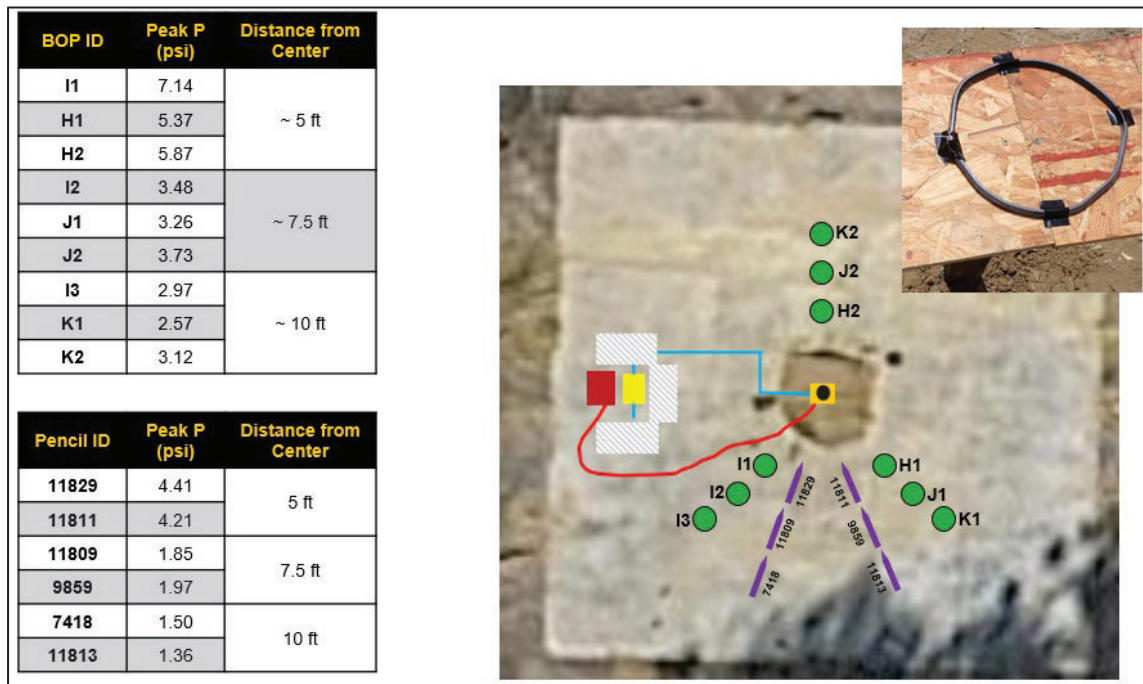 BOP ID Peak P (psi) Distance from Center
I1 7.14 ~ 5 ft
H1 5.37
H2 5.87
I2 3.48 ~ 7.5 ft
J1 3.26
J2 3.73
I3 2.97 ~ 10 ft
K1 2.57
K2 3.12
Pencil ID Peak P (psi) Distance from Center
11829 4.41 5 ft
11811 4.21
11809 1.85 7.5 ft
9859 1.97
7418 1.50 10 ft
11813 1.36
K2
J2
H2
I1
I2
I3
H1
J1
K1
11829
11809
7418
11811
9859
11813